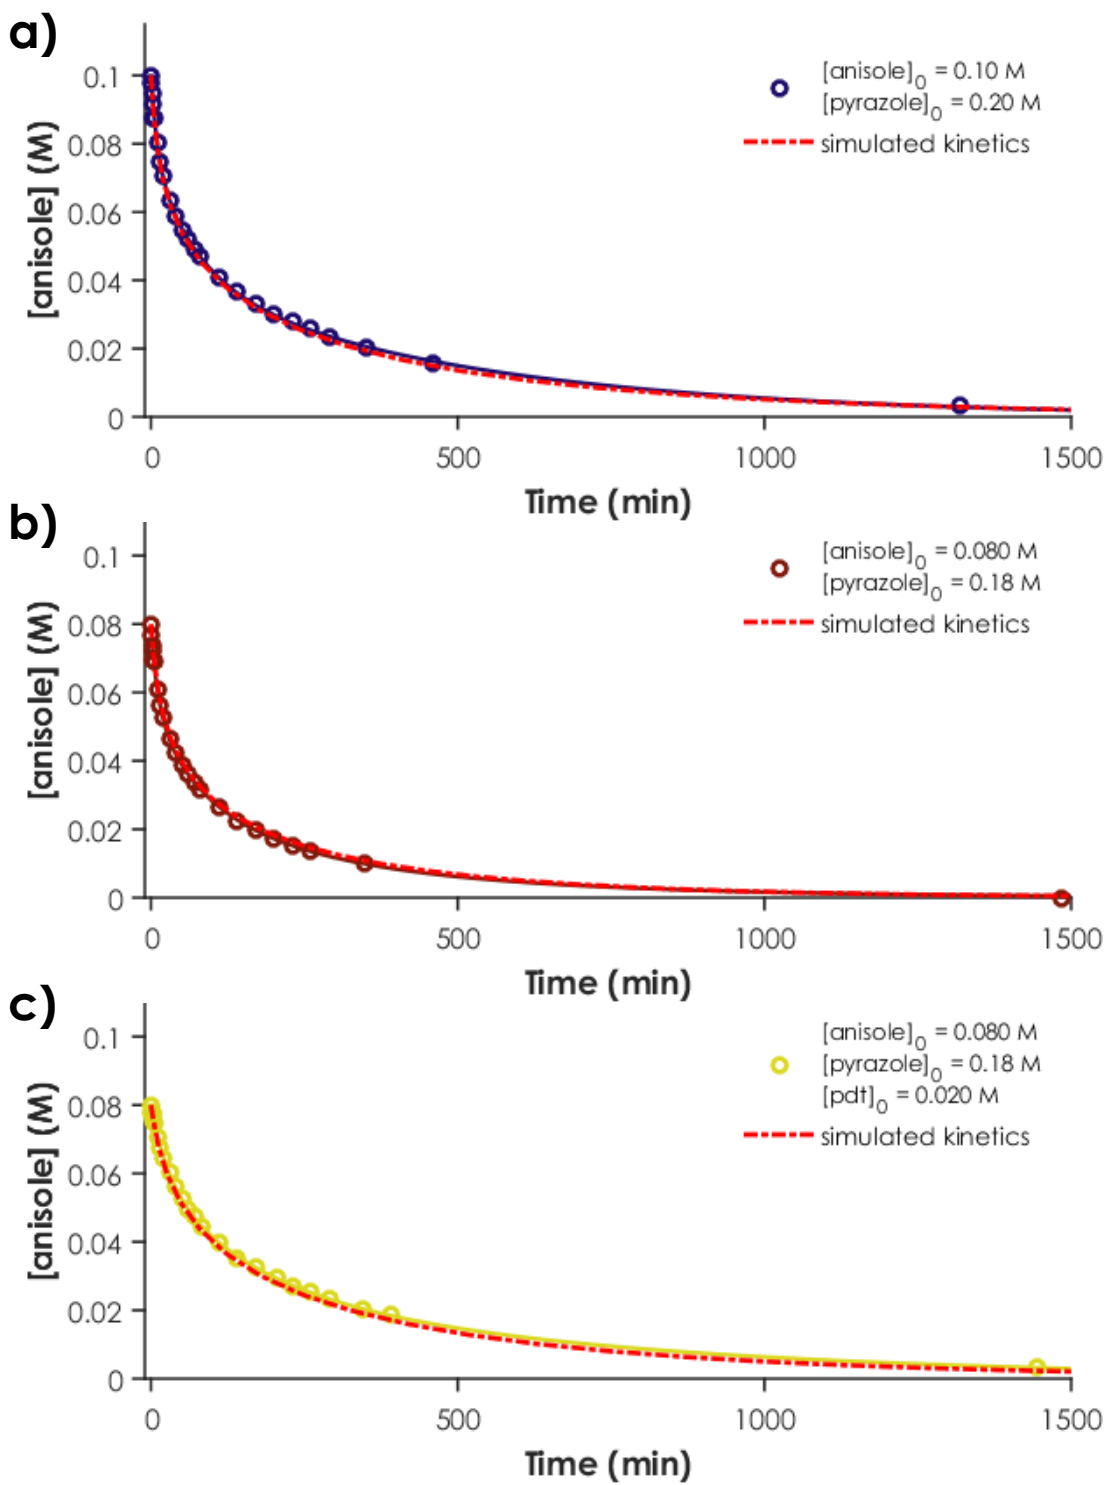 a)
[anisole]0 = 0.10 M
[pyrazole]0 = 0.20 M
simulated kinetics
[anisole] (M)
0.1
0.08
0.06
0.04
0.02
0
0 500 1000 1500
Time (min)
b)
[anisole]0 = 0.080 M
[pyrazole]0 = 0.18 M
simulated kinetics
[anisole] (M)
0.1
0.08
0.06
0.04
0.02
0
0 500 1000 1500
Time (min)
c)
[anisole]0 = 0.080 M
[pyrazole]0 = 0.18 M
[pdt]0 = 0.020 M
simulated kinetics
[anisole] (M)
0.1
0.08
0.06
0.04
0.02
0
0 500 1000 1500
Time (min)